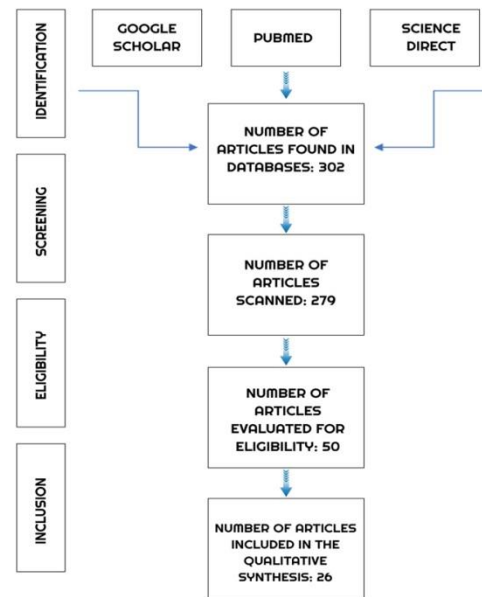 IDENTIFICATION
GOOGLE
SCHOLAR
PUBMED
SCIENCE
DIRECT
NUMBER OF
ARTICLES FOUND IN
DATABASES: 302
SCREENING
NUMBER OF
ARTICLES
SCANNED: 279
ELIGIBILITY
NUMBER OF
ARTICLES
EVALUATED FOR
ELIGIBILITY: 50
INCLUSION
NUMBER OF ARTICLES
INCLUDED IN THE
QUALITATIVE
SYNTHESIS: 26